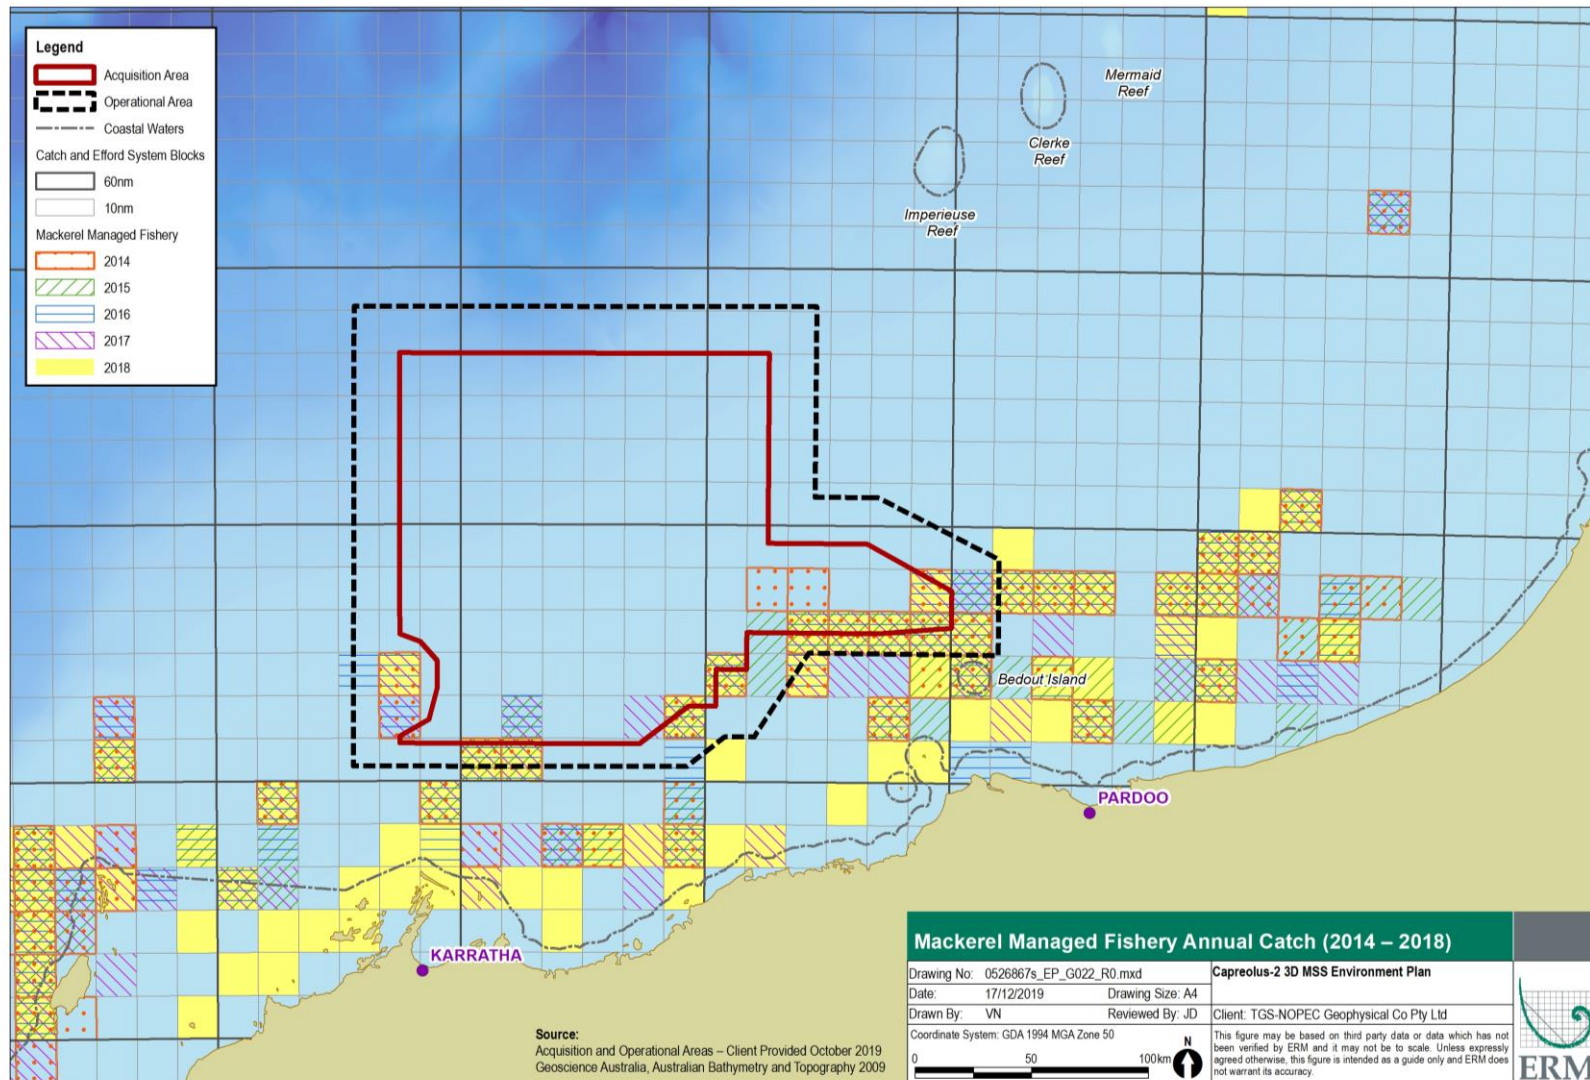 Legend
Acquisition Area
Operational Area
Coastal Waters
Catch and Efford System Blocks
60nm
10nm
Mackerel Managed Fishery
2014
2015
2016
2017
2018
Mermaid
Reef
Clerke
Reef
Imperieuse
Reef
Bedout Island
PARDOO
KARRATHA
Source:
Acquisition and Operational Areas – Client Provided October 2019
Geoscience Australia, Australian Bathymetry and Topography 2009
Mackerel Managed Fishery Annual Catch (2014 – 2018)
Drawing No: 0526867s_EP_G022_R0.mxd
Date: 17/12/2019 Drawing Size: A4
Drawn By: VN Reviewed By: JD
Coordinate System: GDA 1994 MGA Zone 50
0 50 100km
N
Capreolus-2 3D MSS Environment Plan
Client: TGS-NOPEC Geophysical Co Pty Ltd
This figure may be based on third party data or data which has not
been verified by ERM and it may not be to scale. Unless expressly
agreed otherwise, this figure is intended as a guide only and ERM does
not warrant its accuracy.
ERM